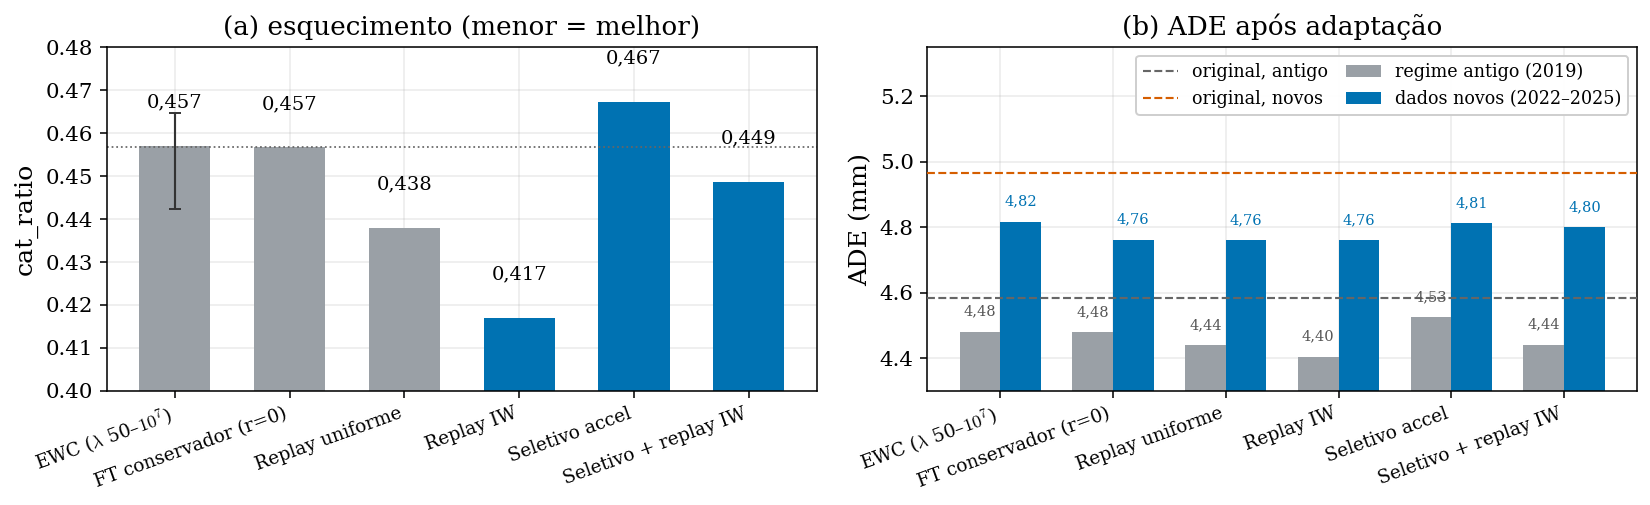 (a) esquecimento (menor = melhor)
cat_ratio
0.48
0.47
0.46
0.45
0.44
0.43
0.42
0.41
0.40
0,457
0,457
0,438
0,417
0,467
0,449
EWC (λ 50–10⁷)
FT conservador (r=0)
Replay uniforme
Replay IW
Seletivo accel
Seletivo + replay IW
(b) ADE após adaptação
ADE (mm)
5.2
5.0
4.8
4.6
4.4
original, antigo
original, novos
regime antigo (2019)
dados novos (2022–2025)
4,48
4,82
4,48
4,76
4,44
4,76
4,40
4,76
4,53
4,81
4,44
4,80
EWC (λ 50–10⁷)
FT conservador (r=0)
Replay uniforme
Replay IW
Seletivo accel
Seletivo + replay IW